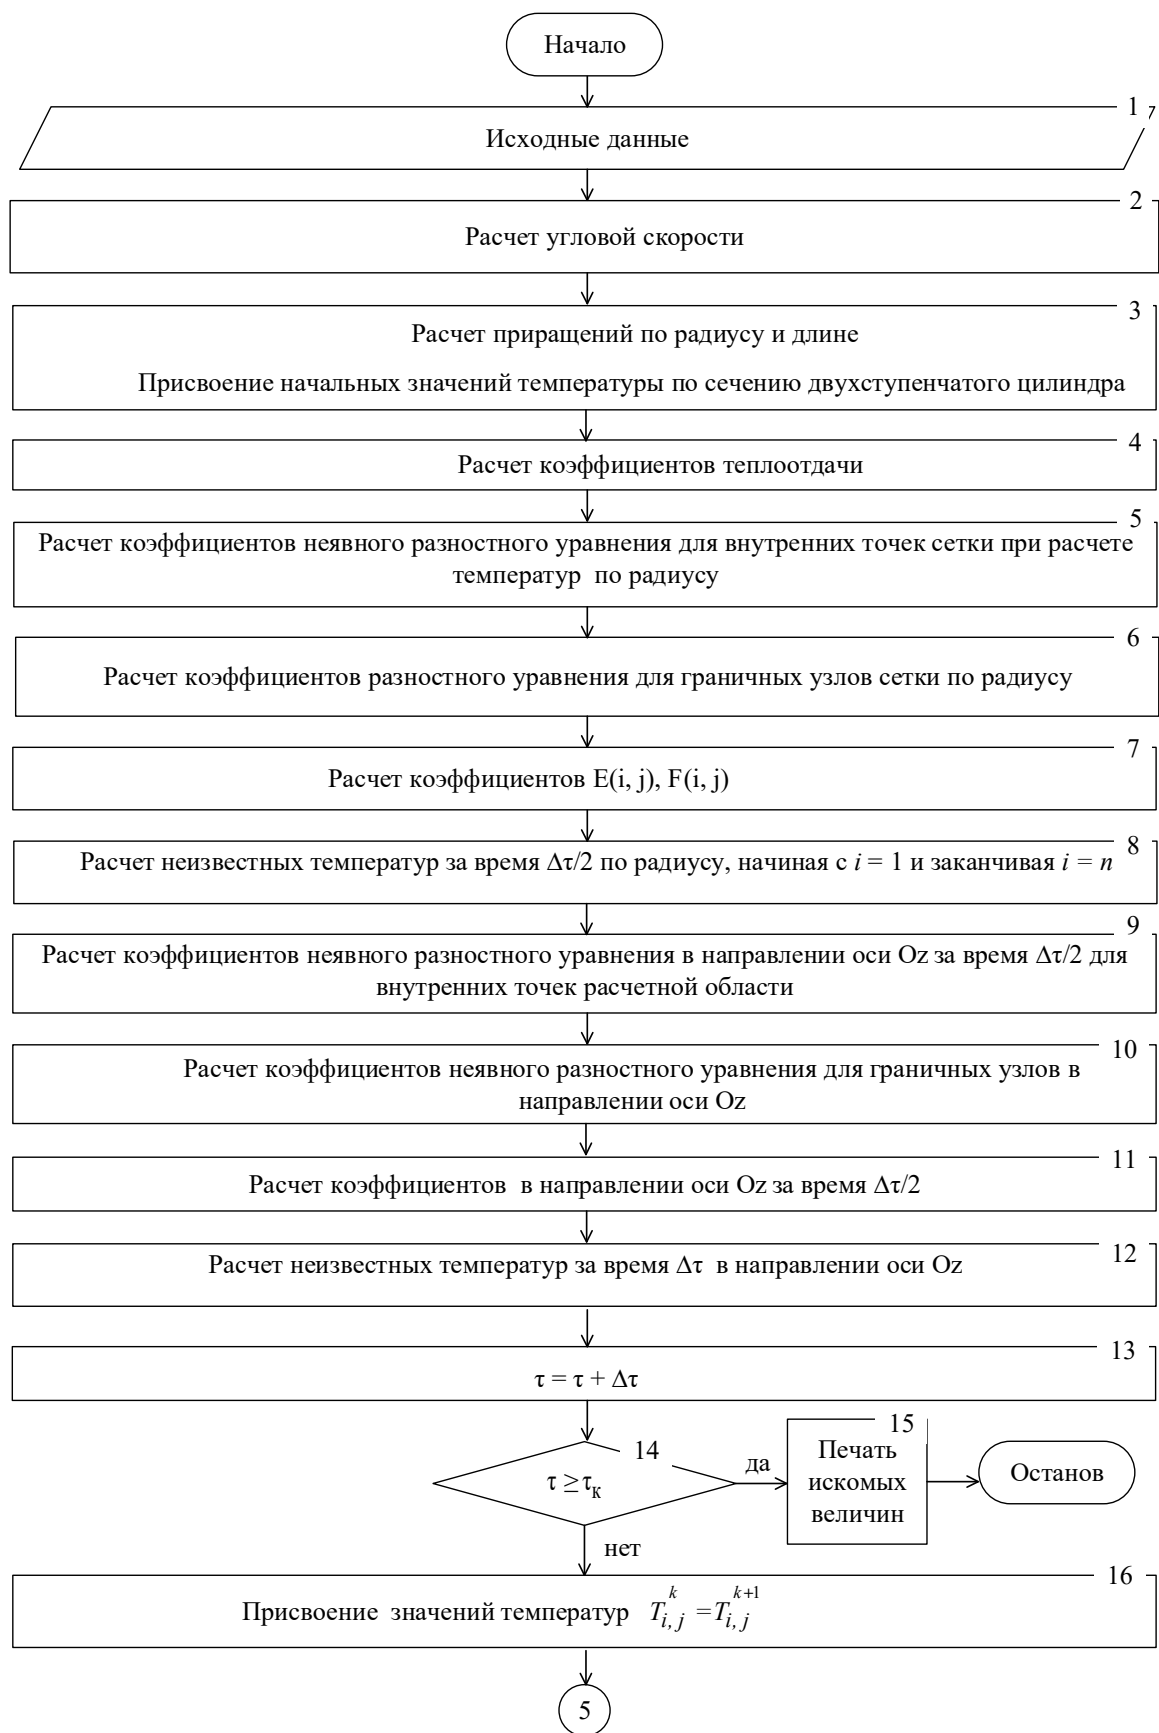 Начало
1
Исходные данные
2
Расчет угловой скорости
3
Расчет приращений по радиусу и длине
Присвоение начальных значений температуры по сечению двухступенчатого цилиндра
4
Расчет коэффициентов теплоотдачи
5
Расчет коэффициентов неявного разностного уравнения для внутренних точек сетки при расчете
температур по радиусу
6
Расчет коэффициентов разностного уравнения для граничных узлов сетки по радиусу
7
Расчет коэффициентов E(i, j), F(i, j)
8
Расчет неизвестных температур за время Δτ/2 по радиусу, начиная с i = 1 и заканчивая i = n
9
Расчет коэффициентов неявного разностного уравнения в направлении оси Oz за время Δτ/2 для
внутренних точек расчетной области
10
Расчет коэффициентов неявного разностного уравнения для граничных узлов в
направлении оси Oz
11
Расчет коэффициентов в направлении оси Oz за время Δτ/2
12
Расчет неизвестных температур за время Δτ в направлении оси Oz
13
τ = τ + Δτ
14
τ ≥ τк
да
15
Печать
искомых
величин
Останов
нет
16
Присвоение значений температур T_{i, j}^{k} = T_{i, j}^{k+1}
5